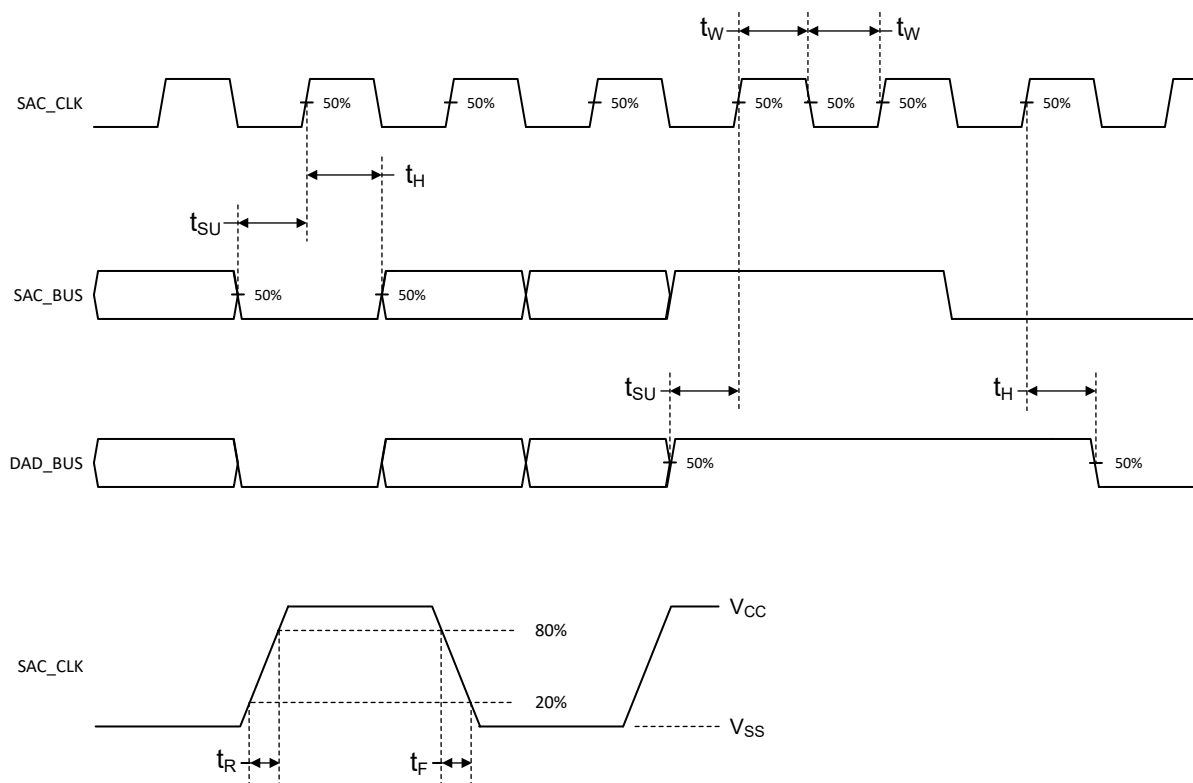 tW tW
SAC_CLK 50% 50% 50% 50% 50% 50% 50%
tH
tSU
SAC_BUS 50% 50%
tSU tH
DAD_BUS 50% 50%
VCC
80%
SAC_CLK
20%
VSS
tR tF